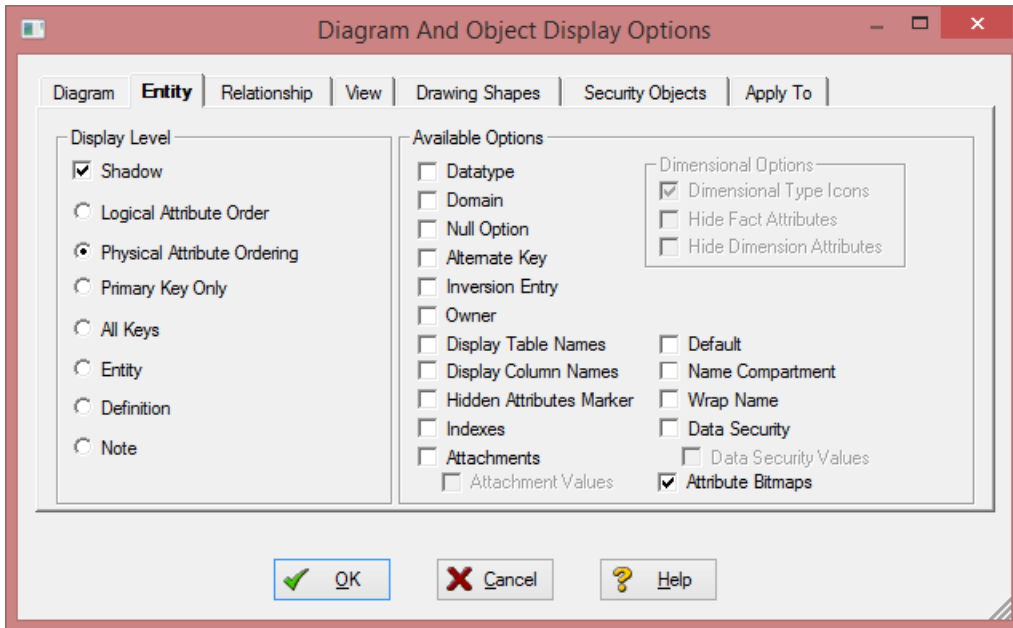 Diagram And Object Display Options
Diagram Entity Relationship View Drawing Shapes Security Objects Apply To
Display Level
Shadow
Logical Attribute Order
Physical Attribute Ordering
Primary Key Only
All Keys
Entity
Definition
Note
Available Options
Datatype
Domain
Null Option
Alternate Key
Inversion Entry
Owner
Display Table Names
Display Column Names
Hidden Attributes Marker
Indexes
Attachments
Attachment Values
Dimensional Options
Dimensional Type Icons
Hide Fact Attributes
Hide Dimension Attributes
Default
Name Compartment
Wrap Name
Data Security
Data Security Values
Attribute Bitmaps
OK Cancel Help